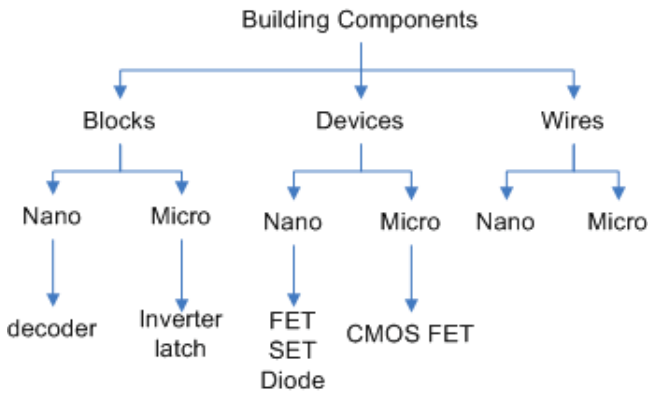 Building Components
Blocks Devices Wires
Nano Micro Nano Micro Nano Micro
decoder
Inverter
latch
FET
SET
Diode
CMOS FET